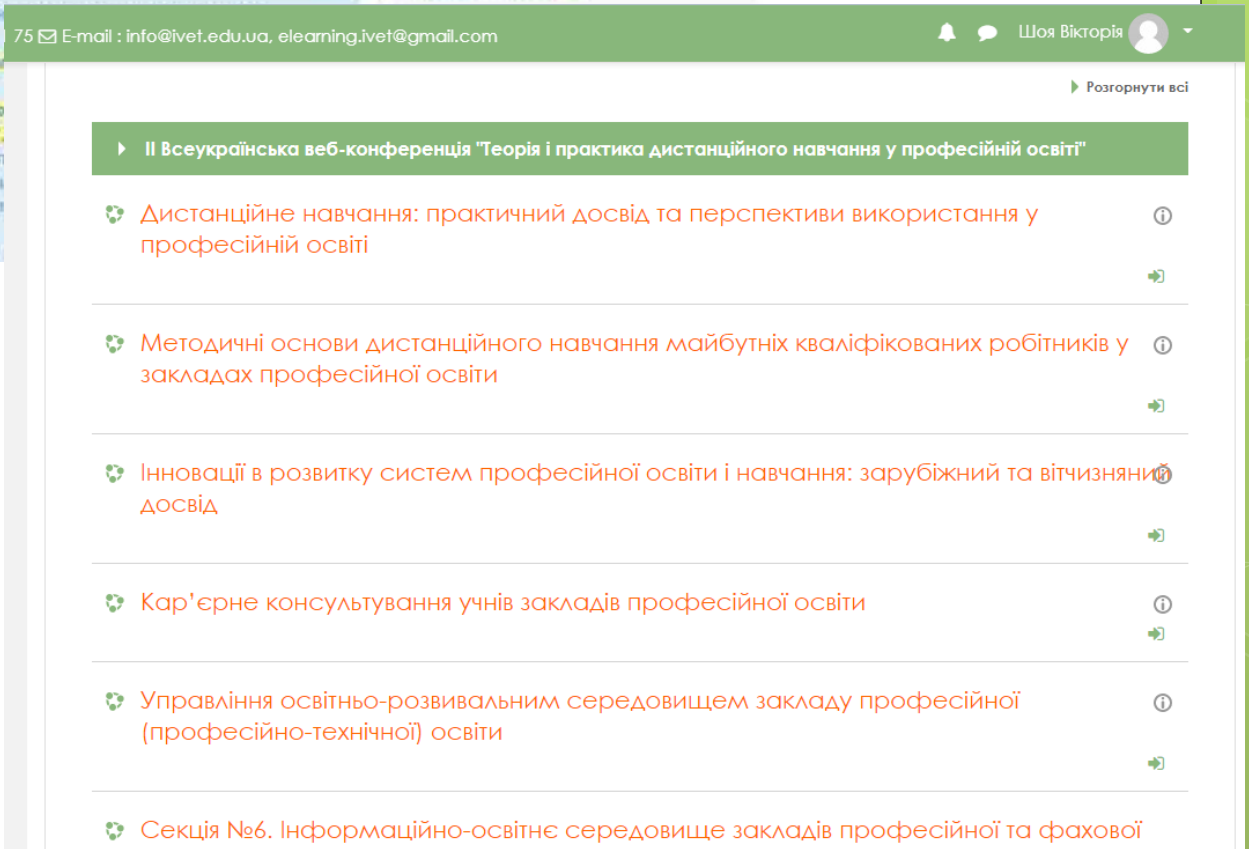 75 E-mail : info@ivet.edu.ua, elearning.ivet@gmail.com
Шоя Вікторія
Розгорнути всі
ІІ Всеукраїнська веб-конференція "Теорія і практика дистанційного навчання у професійній освіті"
Дистанційне навчання: практичний досвід та перспективи використання у
професійній освіті
Методичні основи дистанційного навчання майбутніх кваліфікованих робітників у
закладах професійної освіти
Інновації в розвитку систем професійної освіти і навчання: зарубіжний та вітчизняний
досвід
Кар’єрне консультування учнів закладів професійної освіти
Управління освітньо-розвивальним середовищем закладу професійної
(професійно-технічної) освіти
Секція №6. Інформаційно-освітнє середовище закладів професійної та фахової